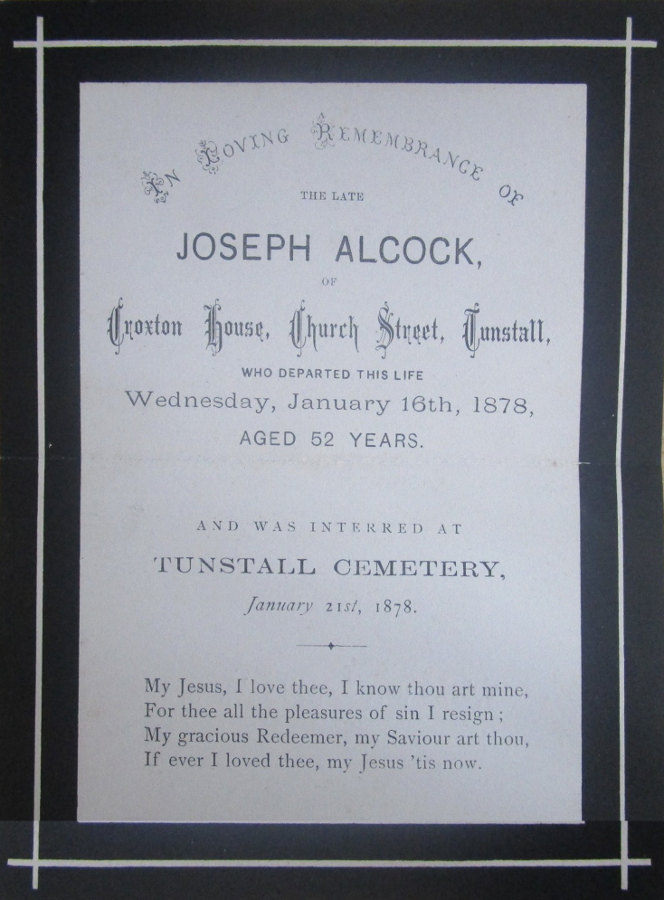 In Loving Remembrance of
THE LATE
JOSEPH ALCOCK,
OF
Croxton House, Church Street, Tunstall,
WHO DEPARTED THIS LIFE
Wednesday, January 16th, 1878,
AGED 52 YEARS.
AND WAS INTERRED AT
TUNSTALL CEMETERY,
January 21st, 1878.
My Jesus, I love thee, I know thou art mine,
For thee all the pleasures of sin I resign ;
My gracious Redeemer, my Saviour art thou,
If ever I loved thee, my Jesus 'tis now.